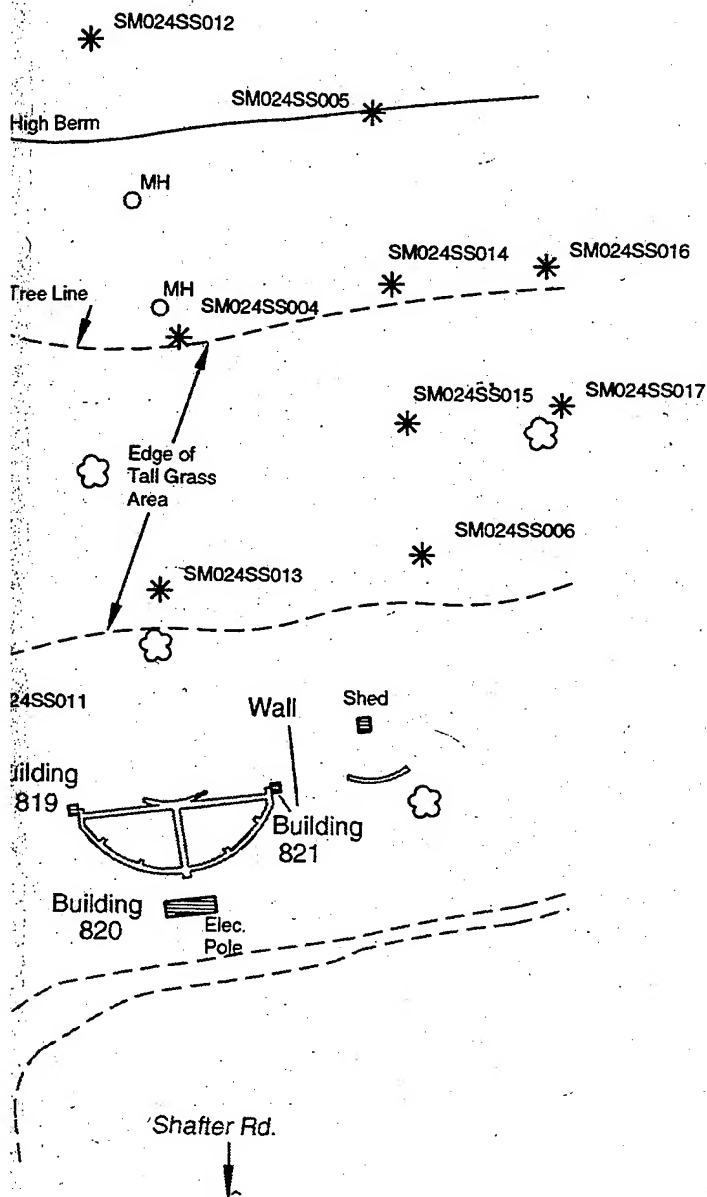 SM024SS012
SM024SS005
High Berm
MH
SM024SS014
SM024SS016
Tree Line
MH
SM024SS004
SM024SS015
SM024SS017
Edge of
Tall Grass
Area
SM024SS006
SM024SS013
24SS011
Wall
Shed
uilding
819
Building
821
Building
820
Elec.
Pole
Shafter Rd.